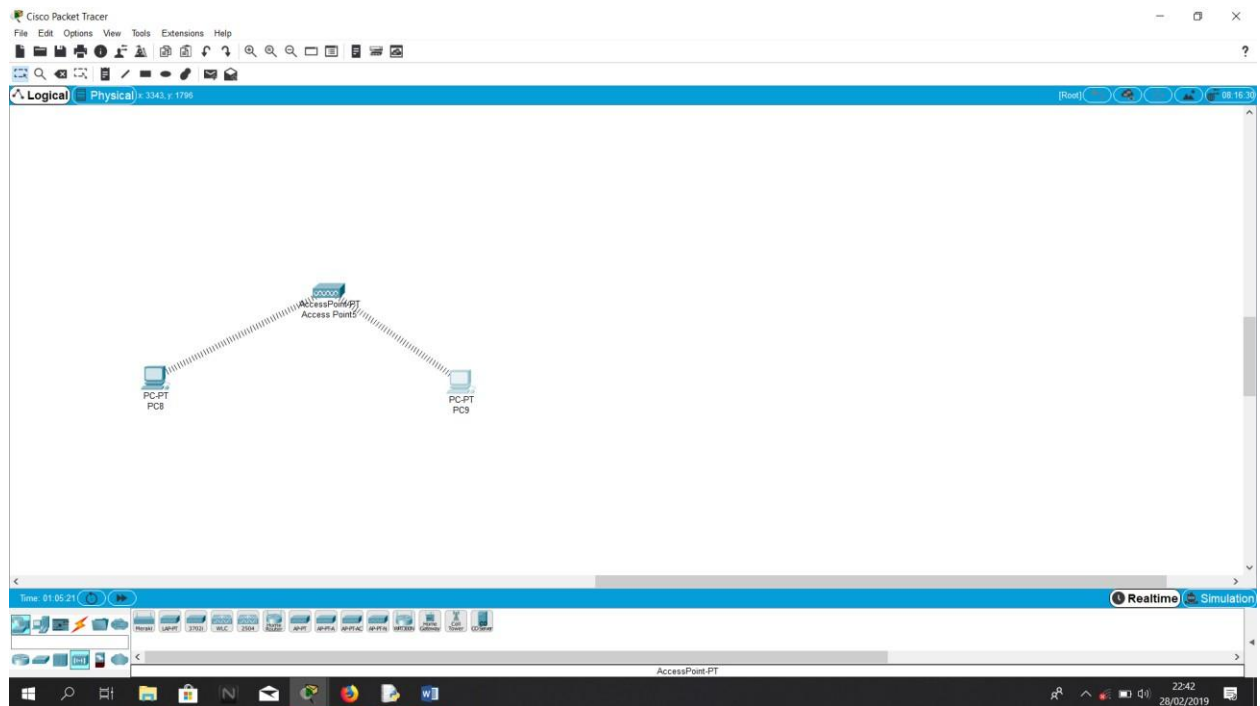 Cisco Packet Tracer
File Edit Options View Tools Extensions Help
?
Logical Physical x: 3343, y: 1796 [Root] 08:16:30
AccessPoint-PT
Access Point5
PC-PT
PC8
PC-PT
PC9
Time: 01:05:21 Realtime Simulation
Meraki LAP-PT 3702i WLC 2504 Home Router AP-PT AP-PT-A AP-PT-AC AP-PT-N WRT300N Home Gateway Cell Tower CO Server
AccessPoint-PT
22:42
28/02/2019